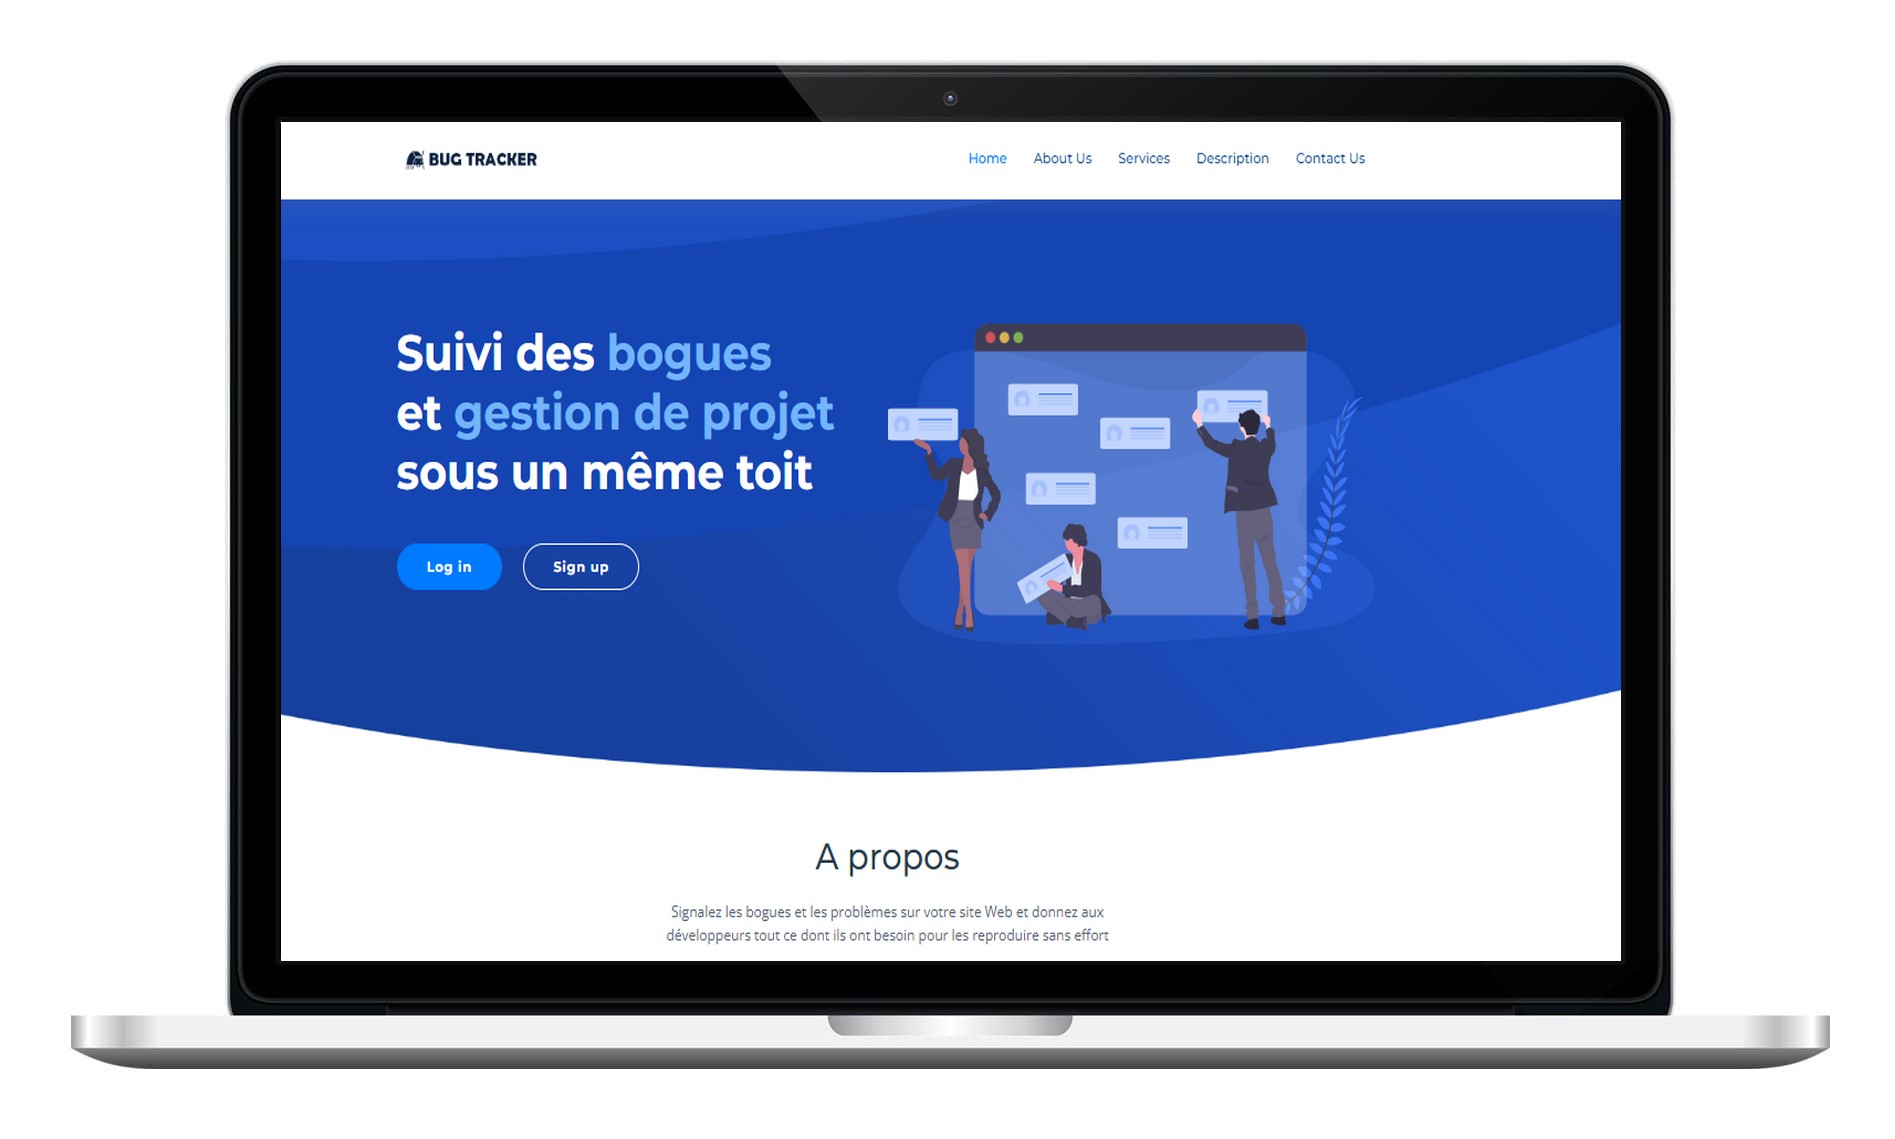 BUG TRACKER
Home About Us Services Description Contact Us
Suivi des bogues
et gestion de projet
sous un même toit
Log in Sign up
A propos
Signalez les bogues et les problèmes sur votre site Web et donnez aux
développeurs tout ce dont ils ont besoin pour les reproduire sans effort